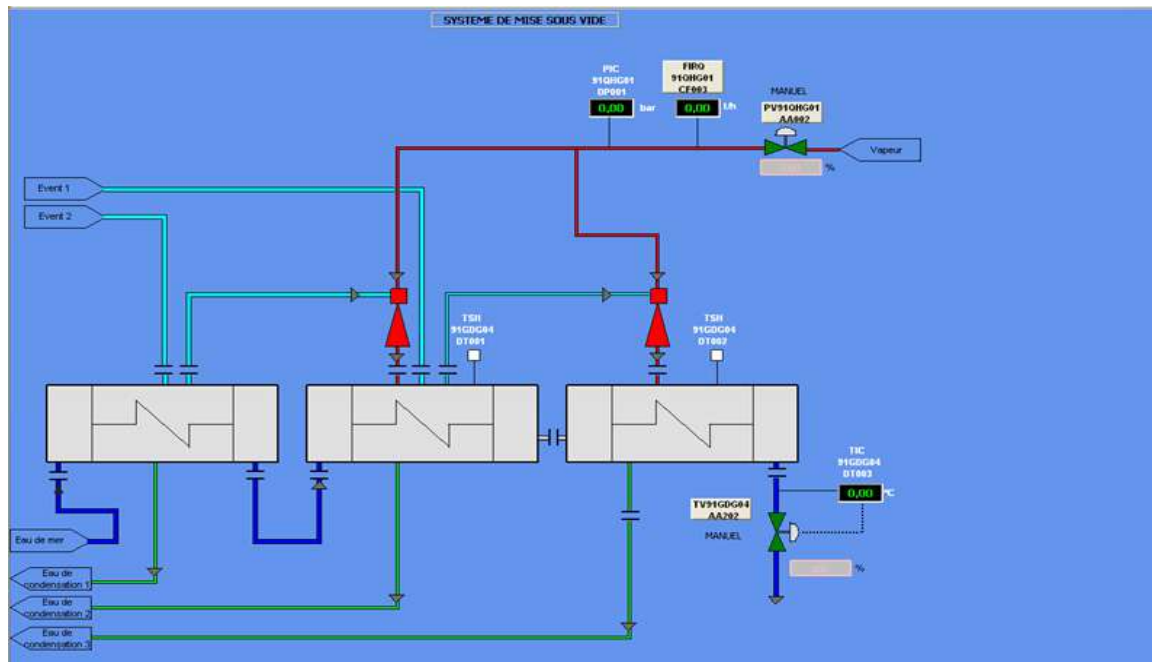 SYSTEME DE MISE SOUS VIDE
PIC
91QHG01
DP001
0,00 bar
FIRQ
91QHG01
CF003
0,00 t/h
MANUEL
PV91QHG01
AA002
%
Vapeur
Event 1
Event 2
TSH
91GDG04
DT001
TSH
91GDG04
DT002
TIC
91GDG04
DT003
0,00 °C
TV91GDG04
AA202
MANUEL
%
Eau de mer
Eau de
condensation 1
Eau de
condensation 2
Eau de
condensation 3